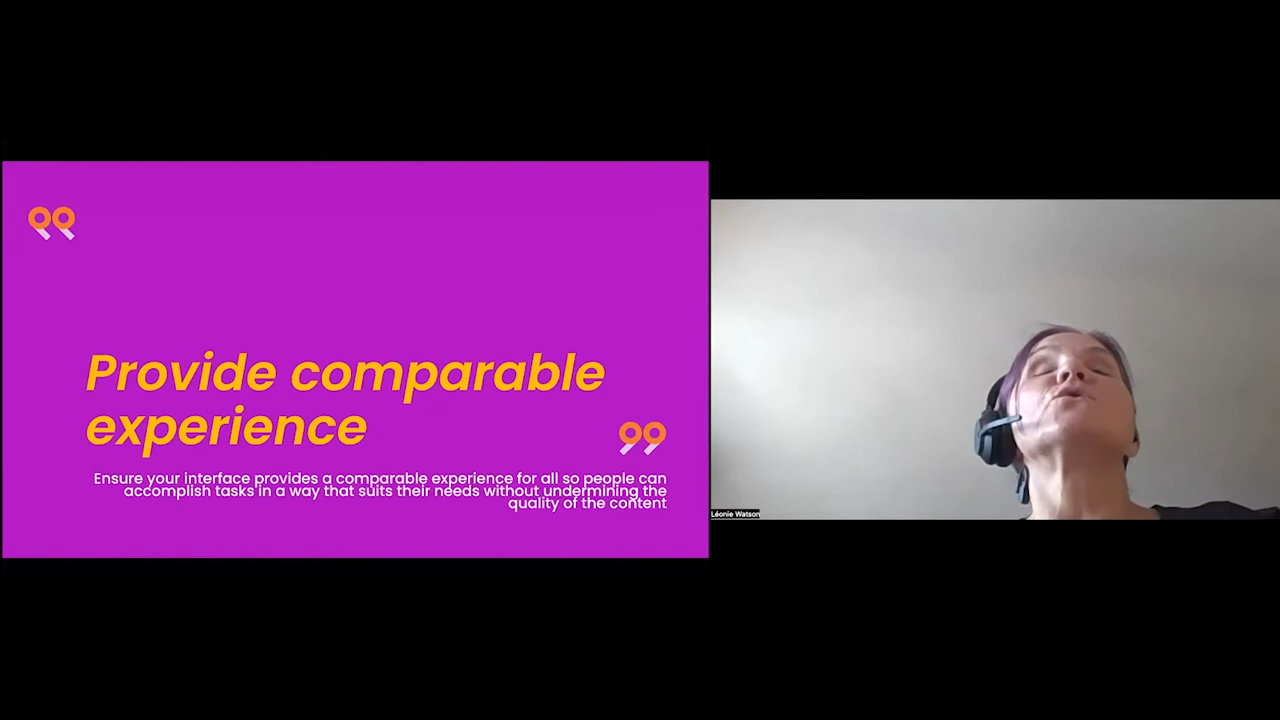 Provide comparable
experience
Ensure your interface provides a comparable experience for all so people can
accomplish tasks in a way that suits their needs without undermining the
quality of the content
Léonie Watson